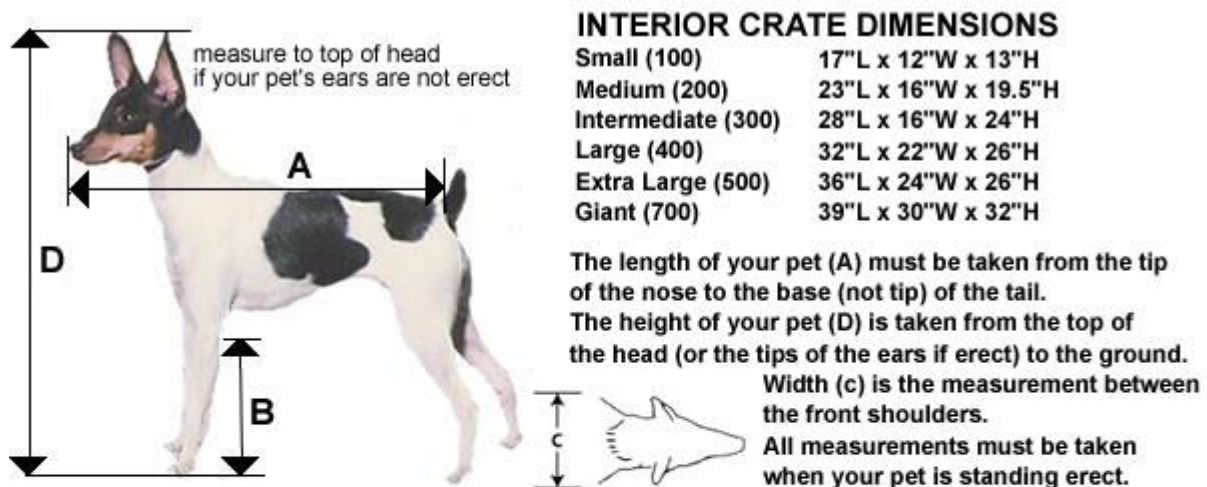 measure to top of head
if your pet's ears are not erect
A
D
B
INTERIOR CRATE DIMENSIONS
Small (100) 17"L x 12"W x 13"H
Medium (200) 23"L x 16"W x 19.5"H
Intermediate (300) 28"L x 16"W x 24"H
Large (400) 32"L x 22"W x 26"H
Extra Large (500) 36"L x 24"W x 26"H
Giant (700) 39"L x 30"W x 32"H
The length of your pet (A) must be taken from the tip
of the nose to the base (not tip) of the tail.
The height of your pet (D) is taken from the top of
the head (or the tips of the ears if erect) to the ground.
c
Width (c) is the measurement between
the front shoulders.
All measurements must be taken
when your pet is standing erect.